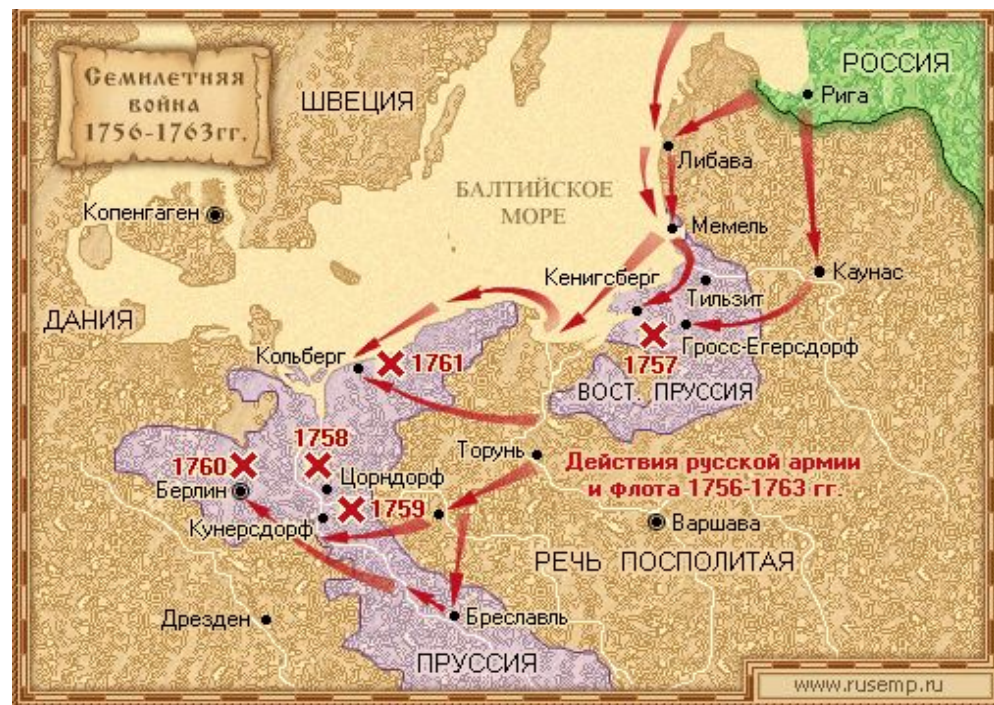 Семилетняя
война
1756-1763гг.
ШВЕЦИЯ
РОССИЯ
Рига
Либава
БАЛТИЙСКОЕ
МОРЕ
Копенгаген
Мемель
Кенигсберг
Каунас
Тильзит
ДАНИЯ
Гросс-Егерсдорф
Кольберг
1761
1757
ВОСТ. ПРУССИЯ
1758
Торунь
1760
Действия русской армии
и флота 1756-1763 гг.
Берлин
Цорндорф
1759
Кунерсдорф
Варшава
РЕЧЬ ПОСПОЛИТАЯ
Дрезден
Бреславль
ПРУССИЯ
www.rusemp.ru